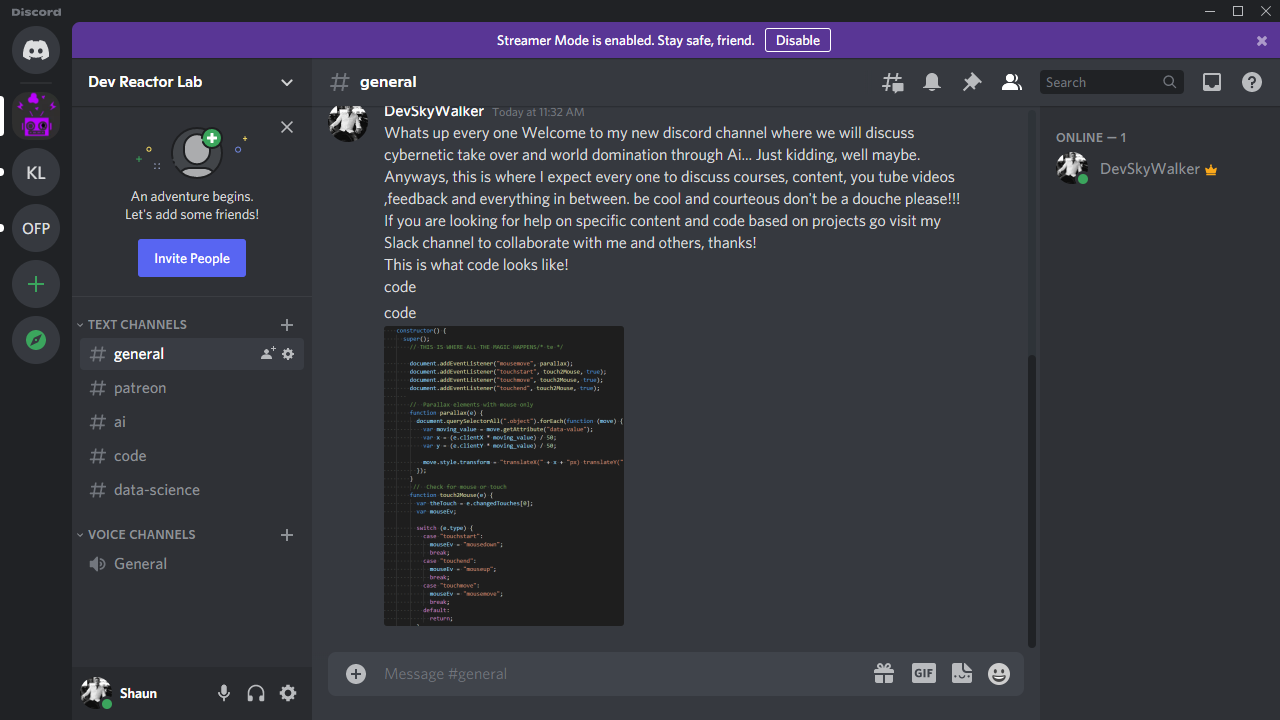 Discord
Streamer Mode is enabled. Stay safe, friend.
Disable
Dev Reactor Lab
general
Search
KL
OFP
An adventure begins.
Let's add some friends!
Invite People
TEXT CHANNELS
general
patreon
ai
code
data-science
VOICE CHANNELS
General
Shaun
DevSkyWalker Today at 11:32 AM
Whats up every one Welcome to my new discord channel where we will discuss
cybernetic take over and world domination through Ai... Just kidding, well maybe.
Anyways, this is where I expect every one to discuss courses, content, you tube videos
,feedback and everything in between. be cool and courteous don't be a douche please!!!
If you are looking for help on specific content and code based on projects go visit my
Slack channel to collaborate with me and others, thanks!
This is what code looks like!
code
code
constructor() {
super();
// THIS IS WHERE ALL THE MAGIC HAPPENS/* ta */
document.addEventListener("mousemove", parallax);
document.addEventListener("touchstart", touch2Mouse, true);
document.addEventListener("touchmove", touch2Mouse, true);
document.addEventListener("touchend", touch2Mouse, true);
// Parallax elements with mouse only
function parallax(e) {
document.querySelectorAll(".object").forEach(function (move) {
var moving_value = move.getAttribute("data-value");
var x = (e.clientX * moving_value) / 50;
var y = (e.clientY * moving_value) / 50;
move.style.transform = "translateX(" + x + "px) translateY("
});
}
// Check for mouse or touch
function touch2Mouse(e) {
var theTouch = e.changedTouches[0];
var mouseEv;
switch (e.type) {
case "touchstart":
mouseEv = "mousedown";
break;
case "touchend":
mouseEv = "mouseup";
break;
case "touchmove":
mouseEv = "mousemove";
break;
default:
return;
Message #general
GIF
ONLINE — 1
DevSkyWalker